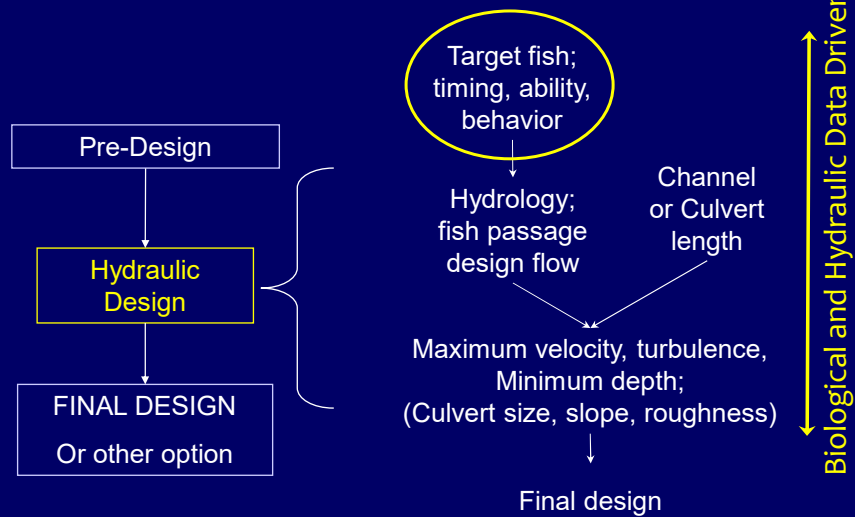 Target fish;
timing, ability,
behavior
Pre-Design
Hydrology;
fish passage
design flow
Channel
or Culvert
length
Hydraulic
Design
Maximum velocity, turbulence,
Minimum depth;
(Culvert size, slope, roughness)
FINAL DESIGN
Or other option
Final design
Biological and Hydraulic Data Driven